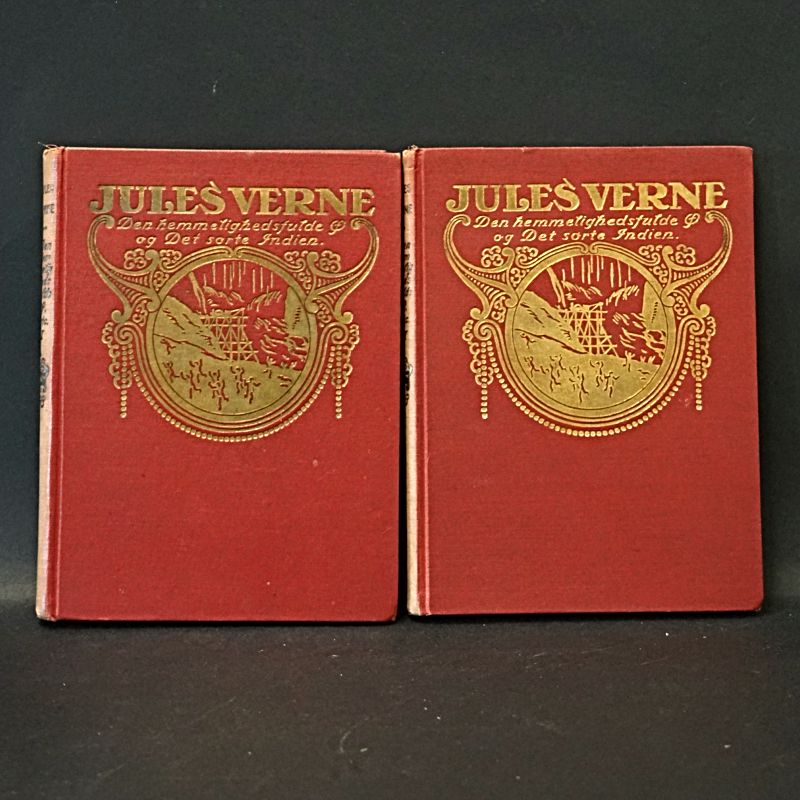 JULES VERNE
Den hemmelighedsfulde Ø
og Det sorte Indien.
JULES VERNE
Den hemmelighedsfulde Ø
og Det sorte Indien.